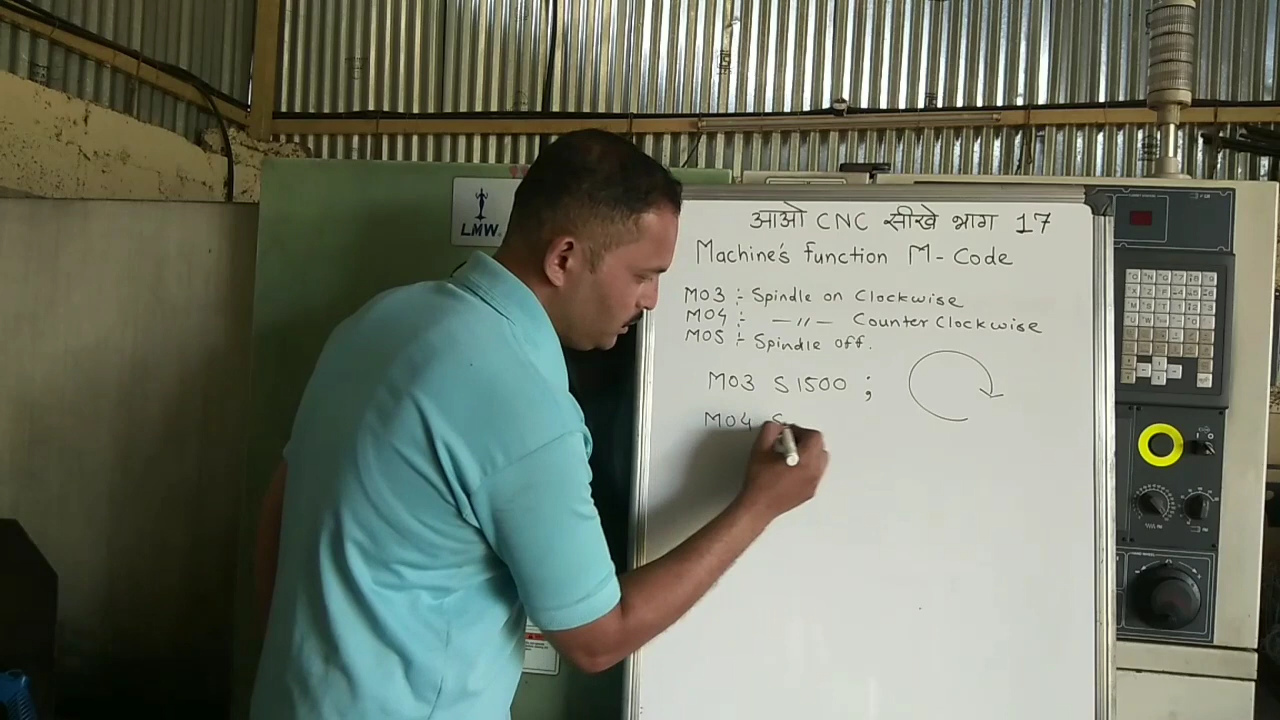 LMW
आओ CNC सीखे भाग 17
Machine's function M - Code
M03 :- Spindle on Clockwise
M04 :- —〃— Counter Clockwise
M05 :- Spindle off.
M03 S1500 ;
M04 S